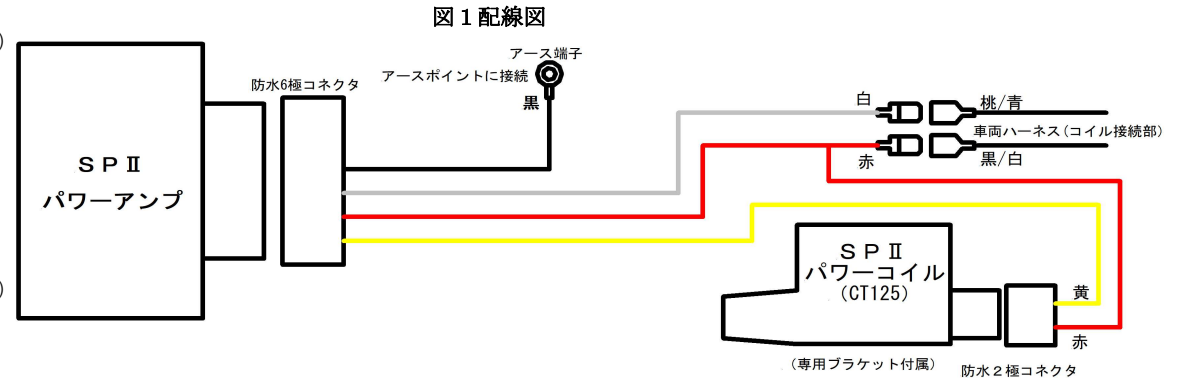 図１配線図
)
アース端子
アースポイントに接続
黒
防水6極コネクタ
白
桃/青
車両ハーネス(コイル接続部)
赤
黒/白
ＳＰⅡ
パワーアンプ
ＳＰⅡ
パワーコイル
(CT125)
)
黄
赤
(専用ブラケット付属)
防水２極コネクタ